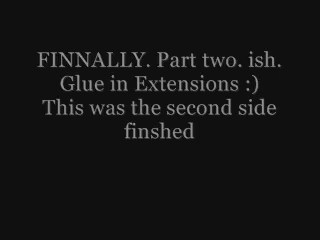 FINNALLY. Part two. ish.
Glue in Extensions :)
This was the second side
finshed